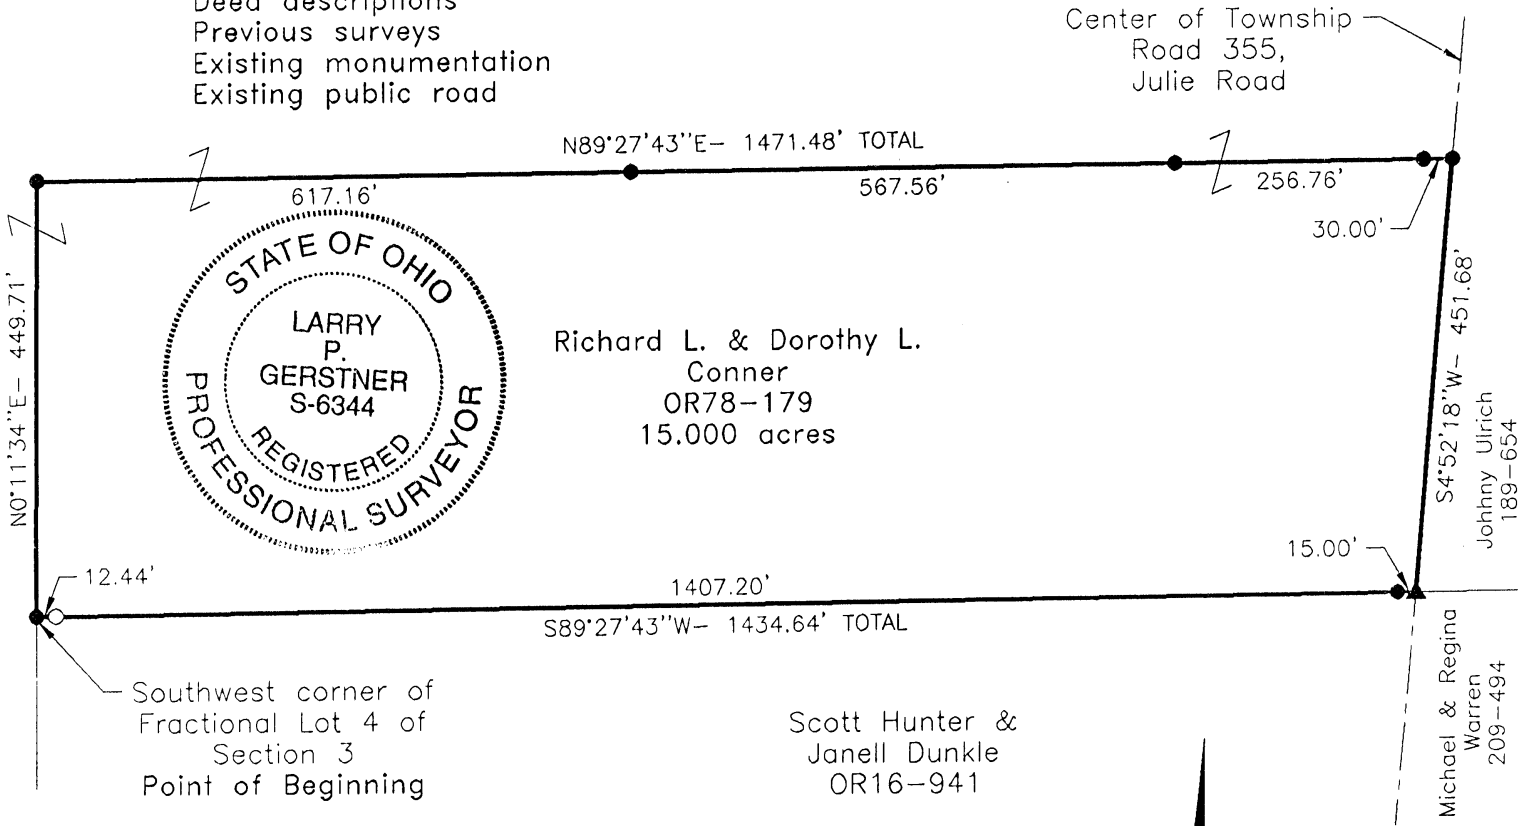 Deed descriptions
Previous surveys
Existing monumentation
Existing public road
Center of Township
Road 355,
Julie Road
N89°27'43"E– 1471.48' TOTAL
617.16'
567.56'
256.76'
30.00'
N0°11'34"E– 449.71'
STATE OF OHIO
LARRY
P.
GERSTNER
S-6344
REGISTERED
PROFESSIONAL SURVEYOR
Richard L. & Dorothy L.
Conner
OR78–179
15.000 acres
S4°52'18"W– 451.68'
Johhny Ulrich
189–654
12.44'
1407.20'
15.00'
S89°27'43"W– 1434.64' TOTAL
Southwest corner of
Fractional Lot 4 of
Section 3
Point of Beginning
Scott Hunter &
Janell Dunkle
OR16–941
Michael & Regina
Warren
209–494